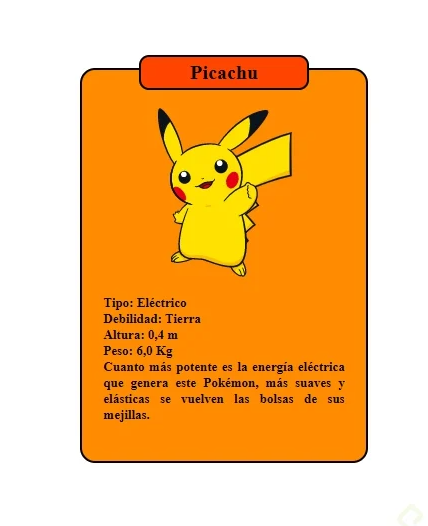 Picachu
Tipo: Eléctrico
Debilidad: Tierra
Altura: 0,4 m
Peso: 6,0 Kg
Cuanto más potente es la energía eléctrica
que genera este Pokémon, más suaves y
elásticas se vuelven las bolsas de sus
mejillas.